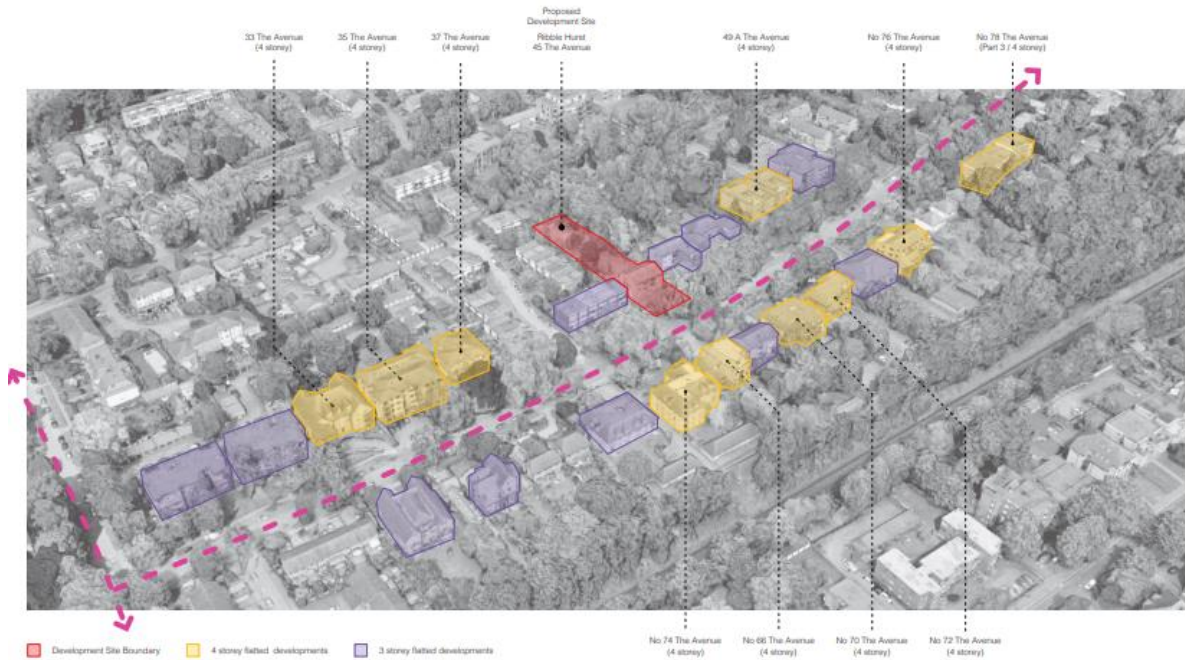 Proposed
Development Site
33 The Avenue
(4 storey)
35 The Avenue
(4 storey)
37 The Avenue
(4 storey)
Ribble Hurst
45 The Avenue
49 A The Avenue
(4 storey)
No 76 The Avenue
(4 storey)
No 78 The Avenue
(Part 3 / 4 storey)
No 74 The Avenue
(4 storey)
No 66 The Avenue
(4 storey)
No 70 The Avenue
(4 storey)
No 72 The Avenue
(4 storey)
Development Site Boundary
4 storey flatted developments
3 storey flatted developments